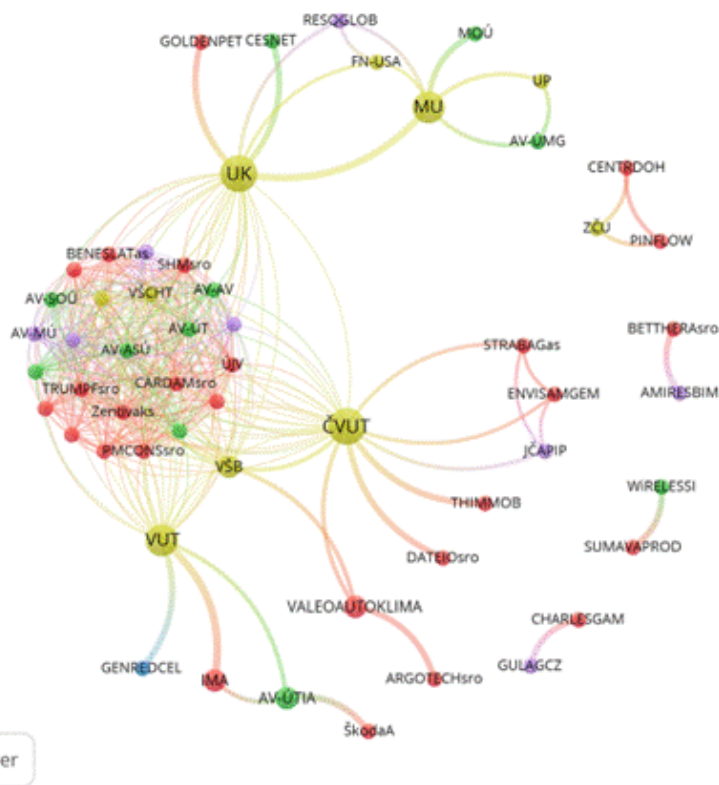 RESOGLOB
MOÚ
GOLDENPET
CESNET
FN-USA
UP
MU
AV-ÚMG
CENTRDOH
UK
ZČU
PINFLOW
BENESLATas
SHMsro
VŠCHT
AV-AV
AV-SOÚ
AV-MÚ
AV-UT
AV-ASÚ
ÚJV
BETTHERAsro
STRABAGas
TRUMPFsro
CARDAMsro
ENVISAMGEM
AMIRESBIM
Zentivaks..
ČVUT
PMCONSsro
JČAPIP
VŠB
WIRELESSI
THIMMOB
VUT
SUMAVAPROD
DATEIOsro
VALEOAUTOKLIMA
CHARLESGAM
GENREDCEL
GULAGCZ
IMA
ARGOTECHsro
AV-ÚTIA
ŠkodaA
er